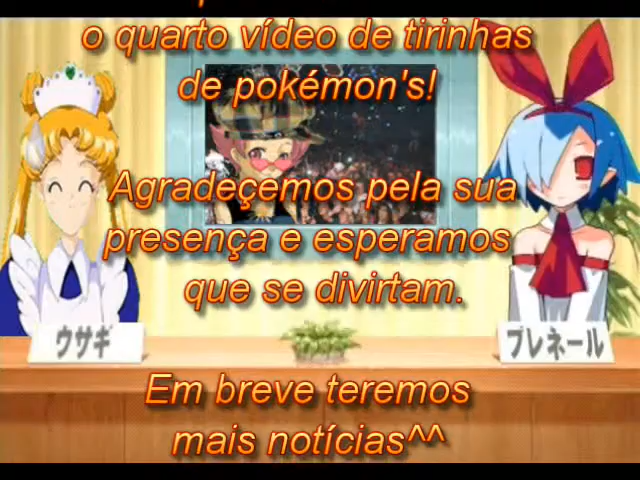 o quarto vídeo de tirinhas
de pokémon's!
Agradeçemos pela sua
presença e esperamos
que se divirtam.
ウサギ
プレネール
Em breve teremos
mais notícias^^